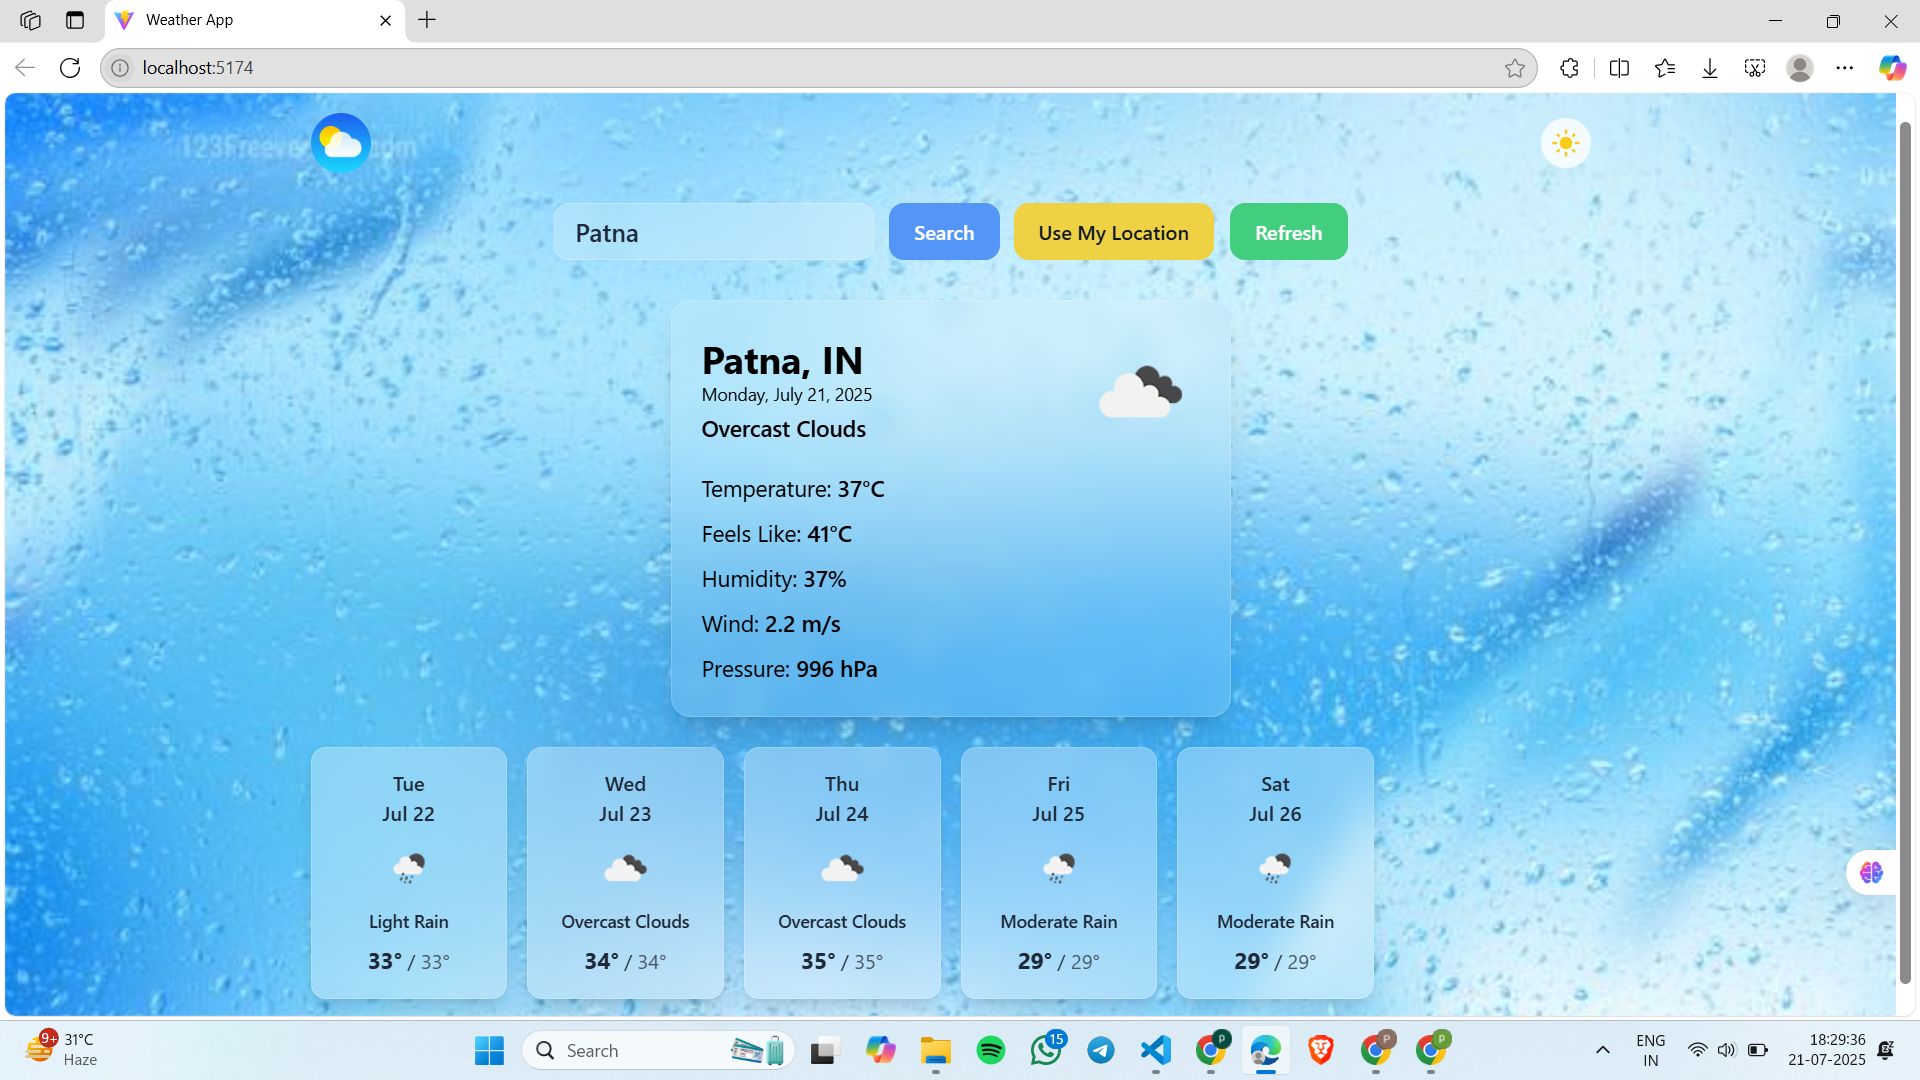 Weather App
localhost:5174
Patna
Search
Use My Location
Refresh
Patna, IN
Monday, July 21, 2025
Overcast Clouds
Temperature: 37°C
Feels Like: 41°C
Humidity: 37%
Wind: 2.2 m/s
Pressure: 996 hPa
Tue
Jul 22
Light Rain
33° / 33°
Wed
Jul 23
Overcast Clouds
34° / 34°
Thu
Jul 24
Overcast Clouds
35° / 35°
Fri
Jul 25
Moderate Rain
29° / 29°
Sat
Jul 26
Moderate Rain
29° / 29°
9+
31°C
Haze
Search
15
P
P
P
ENG
IN
18:29:36
21-07-2025